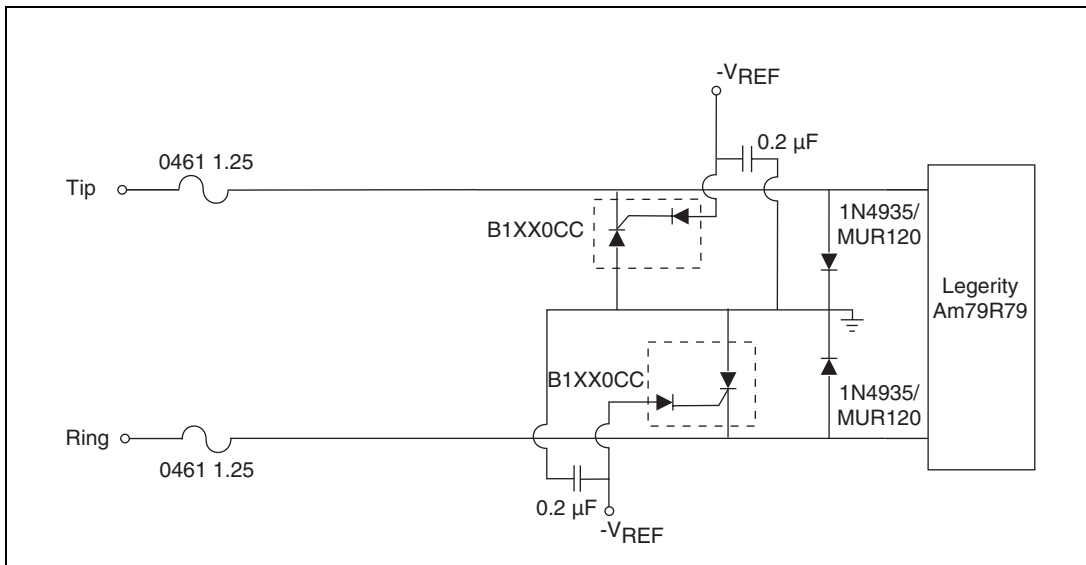 -VREF
0.2 µF
0461 1.25
Tip
B1XX0CC
1N4935/
MUR120
Legerity
Am79R79
B1XX0CC
1N4935/
MUR120
Ring
0461 1.25
0.2 µF
-VREF